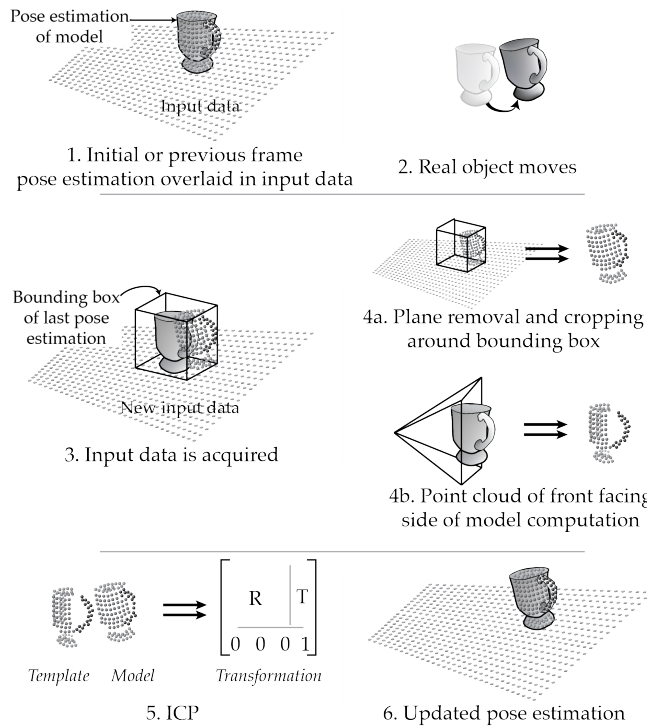 Pose estimation
of model
Input data
1. Initial or previous frame
pose estimation overlaid in input data
2. Real object moves
Bounding box
of last pose
estimation
New input data
3. Input data is acquired
4a. Plane removal and cropping
around bounding box
4b. Point cloud of front facing
side of model computation
R T
0 0 0 1
Template Model Transformation
5. ICP
6. Updated pose estimation